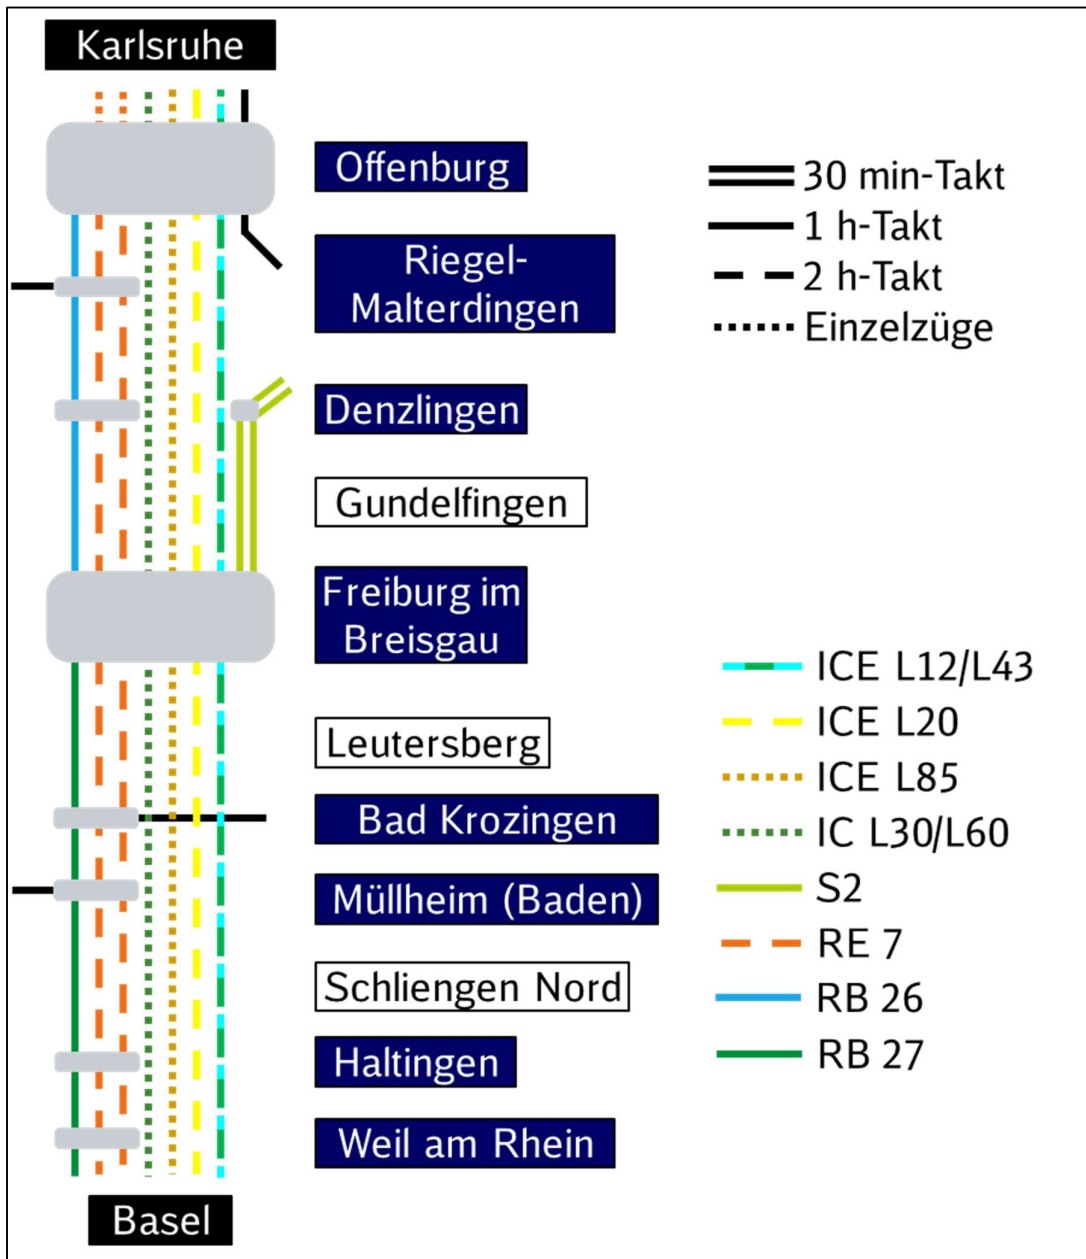 Karlsruhe
Offenburg
Riegel-
Malterdingen
Denzlingen
Gundelfingen
Freiburg im
Breisgau
Leutersberg
Bad Krozingen
Müllheim (Baden)
Schliengen Nord
Haltingen
Weil am Rhein
Basel
30 min-Takt
1 h-Takt
2 h-Takt
Einzelzüge
ICE L12/L43
ICE L20
ICE L85
IC L30/L60
S2
RE 7
RB 26
RB 27